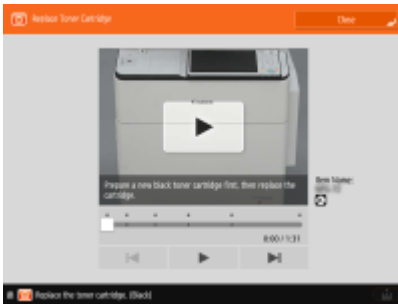 Replace Toner Cartridge
Close
Canon
Prepare a new black toner cartridge first, then replace the
cartridge.
Item Name:
0:00 / 1:31
Replace the toner cartridge. (Black)